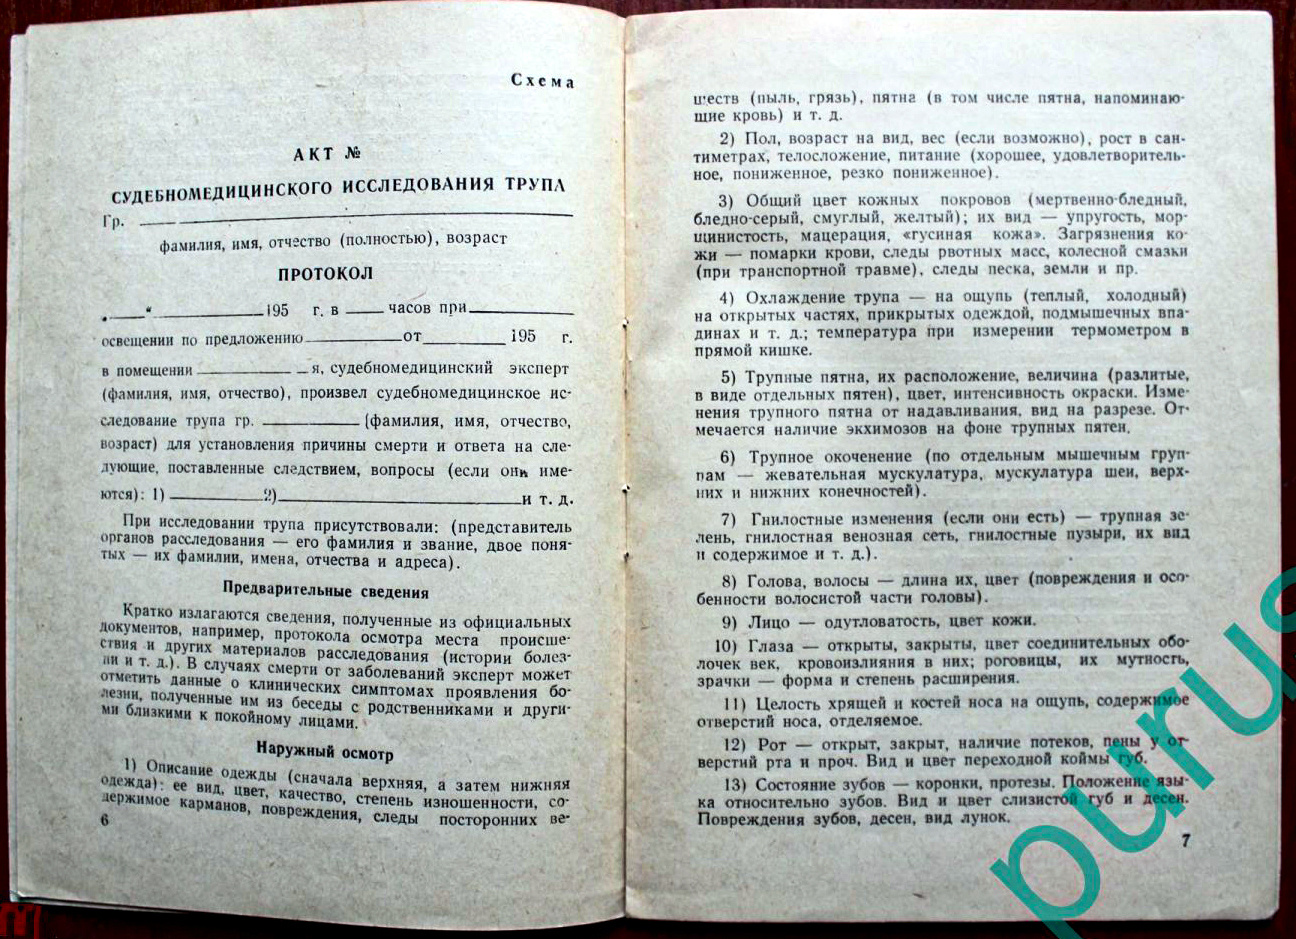 Схема
АКТ №
СУДЕБНОМЕДИЦИНСКОГО ИССЛЕДОВАНИЯ ТРУПА
Гр. ____
фамилия, имя, отчество (полностью), возраст
ПРОТОКОЛ
„____“ ____ 195 г. в ____ часов при ____
освещении по предложению ____ от ____ 195 г.
в помещении ____ я, судебномедицинский эксперт
(фамилия, имя, отчество), произвел судебномедицинское ис-
следование трупа гр. ____ (фамилия, имя, отчество,
возраст) для установления причины смерти и ответа на сле-
дующие, поставленные следствием, вопросы (если они име-
ются): 1) ____ 2) ____ и т. д.
При исследовании трупа присутствовали: (представитель
органов расследования — его фамилия и звание, двое поня-
тых — их фамилии, имена, отчества и адреса).
Предварительные сведения
Кратко излагаются сведения, полученные из официальных
документов, например, протокола осмотра места происше-
ствия и других материалов расследования (истории болез-
ни и т. д.). В случаях смерти от заболеваний эксперт может
отметить данные о клинических симптомах проявления бо-
лезни, полученные им из беседы с родственниками и други-
ми близкими к покойному лицами.
Наружный осмотр
1) Описание одежды (сначала верхняя, а затем нижняя
одежда): ее вид, цвет, качество, степень изношенности, со-
держимое карманов, повреждения, следы посторонних ве-
6
ществ (пыль, грязь), пятна (в том числе пятна, напоминаю-
щие кровь) и т. д.
2) Пол, возраст на вид, вес (если возможно), рост в сан-
тиметрах, телосложение, питание (хорошее, удовлетворитель-
ное, пониженное, резко пониженное).
3) Общий цвет кожных покровов (мертвенно-бледный,
бледно-серый, смуглый, желтый); их вид — упругость, мор-
щинистость, мацерация, «гусиная кожа». Загрязнения ко-
жи — помарки крови, следы рвотных масс, колесной смазки
(при транспортной травме), следы песка, земли и пр.
4) Охлаждение трупа — на ощупь (теплый, холодный)
на открытых частях, прикрытых одеждой, подмышечных впа-
динах и т. д.; температура при измерении термометром в
прямой кишке.
5) Трупные пятна, их расположение, величина (разлитые,
в виде отдельных пятен), цвет, интенсивность окраски. Изме-
нения трупного пятна от надавливания, вид на разрезе. От-
мечается наличие экхимозов на фоне трупных пятен.
6) Трупное окоченение (по отдельным мышечным груп-
пам — жевательная мускулатура, мускулатура шеи, верх-
них и нижних конечностей).
7) Гнилостные изменения (если они есть) — трупная зе-
лень, гнилостная венозная сеть, гнилостные пузыри, их вид
и содержимое и т. д.).
8) Голова, волосы — длина их, цвет (повреждения и осо-
бенности волосистой части головы).
9) Лицо — одутловатость, цвет кожи.
10) Глаза — открыты, закрыты, цвет соединительных обо-
лочек век, кровоизлияния в них; роговицы, их мутность,
зрачки — форма и степень расширения.
11) Целость хрящей и костей носа на ощупь, содержимое
отверстий носа, отделяемое.
12) Рот — открыт, закрыт, наличие потеков, пены у от-
верстий рта и проч. Вид и цвет переходной коймы губ.
13) Состояние зубов — коронки, протезы. Положение язы-
ка относительно зубов. Вид и цвет слизистой губ и десен.
Повреждения зубов, десен, вид лунок.
7
purus